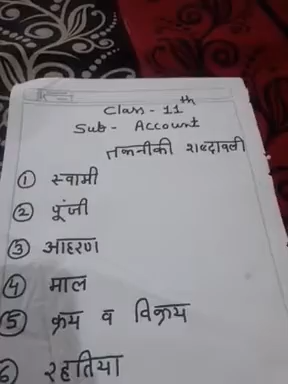 Class - 11th
Sub - Account
तकनीकी शब्दावली
① स्वामी
② पूंजी
③ आहरण
④ माल
⑤ क्रय व विक्रय
⑥ रहतिया